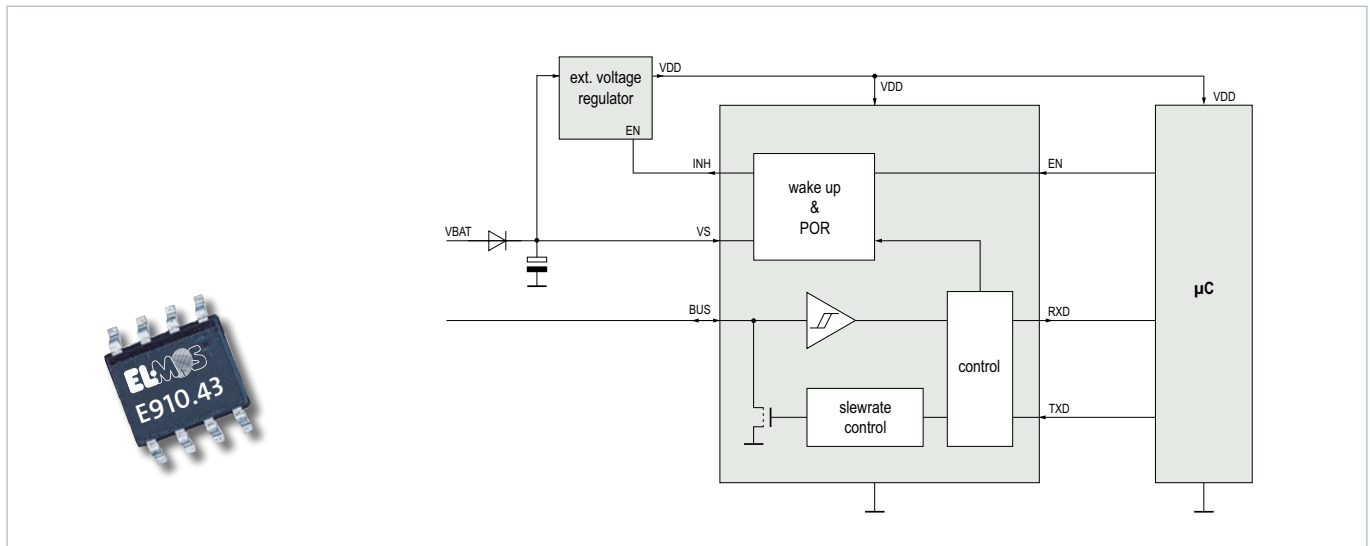 ext. voltage
regulator
EN
VDD
VDD
VDD
INH
wake up
&
POR
EN
VBAT
VS
BUS
RXD
control
µC
slewrate
control
TXD
ELMOS
E910.43